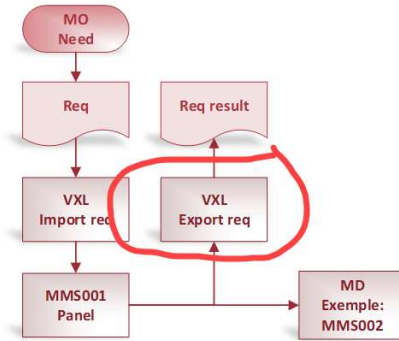 MO
Need
Req
Req result
VXL
Import req
VXL
Export req
MMS001
Panel
MD
Exemple:
MMS002